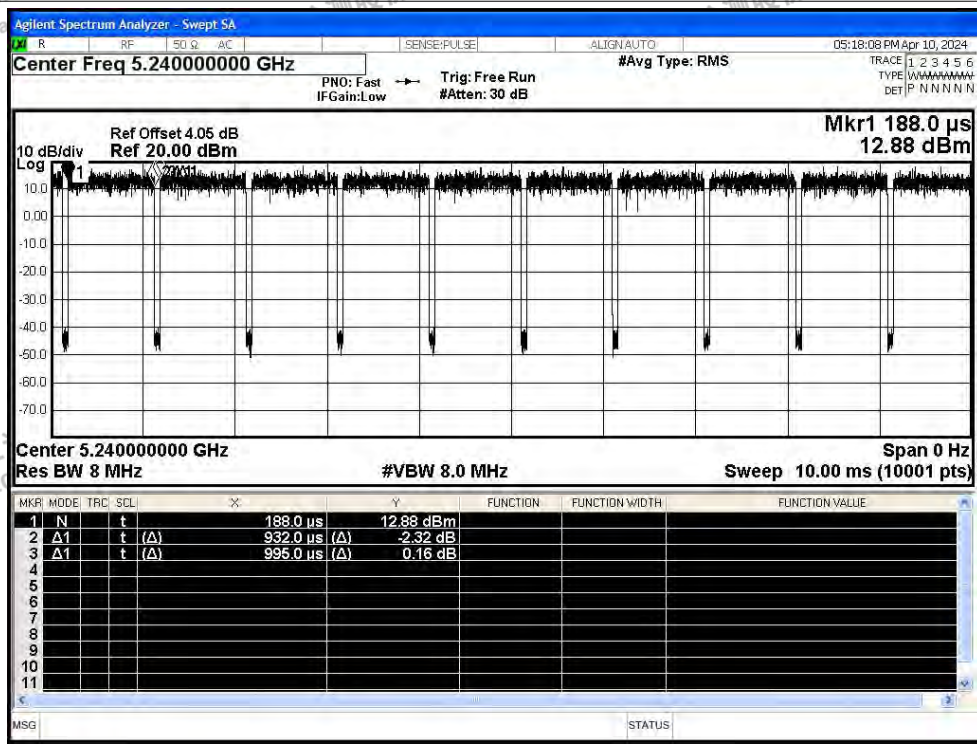 Agilent Spectrum Analyzer - Swept SA
R RF 50 Ω AC SENSE:PULSE ALIGN AUTO 05:18:08 PM Apr 10, 2024
Center Freq 5.240000000 GHz #Avg Type: RMS TRACE 1 2 3 4 5 6
PNO: Fast Trig: Free Run TYPE WWWWWW
IFGain:Low #Atten: 30 dB DET P N N N N N
Mkr1 188.0 µs
Ref Offset 4.05 dB
10 dB/div Ref 20.00 dBm 12.88 dBm
Log
1
10.0
0.00
-10.0
-20.0
-30.0
-40.0
-50.0
-60.0
-70.0
Center 5.240000000 GHz Span 0 Hz
Res BW 8 MHz #VBW 8.0 MHz Sweep 10.00 ms (10001 pts)
MKR MODE TRC SCL X Y FUNCTION FUNCTION WIDTH FUNCTION VALUE
1 N t 188.0 µs 12.88 dBm
2 Δ1 t (Δ) 932.0 µs (Δ) -2.32 dB
3 Δ1 t (Δ) 995.0 µs (Δ) 0.16 dB
4
5
6
7
8
9
10
11
MSG STATUS